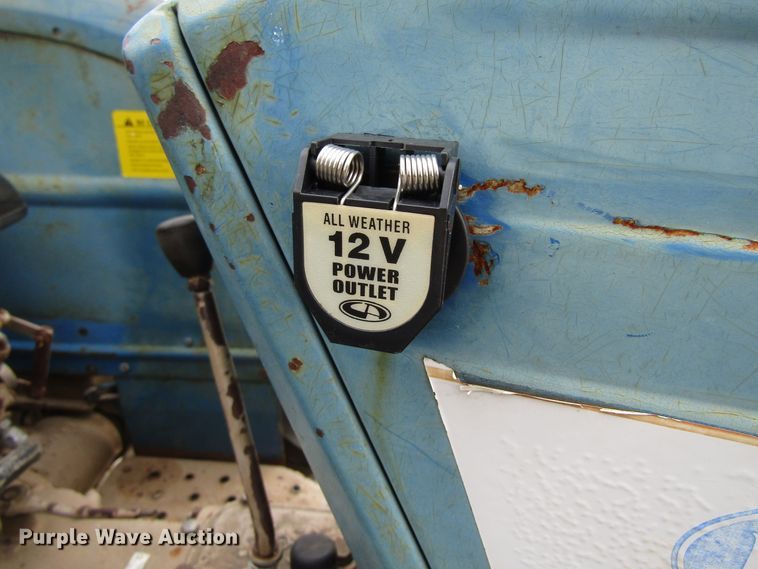 ALL WEATHER
12 V
POWER
OUTLET
Purple Wave Auction